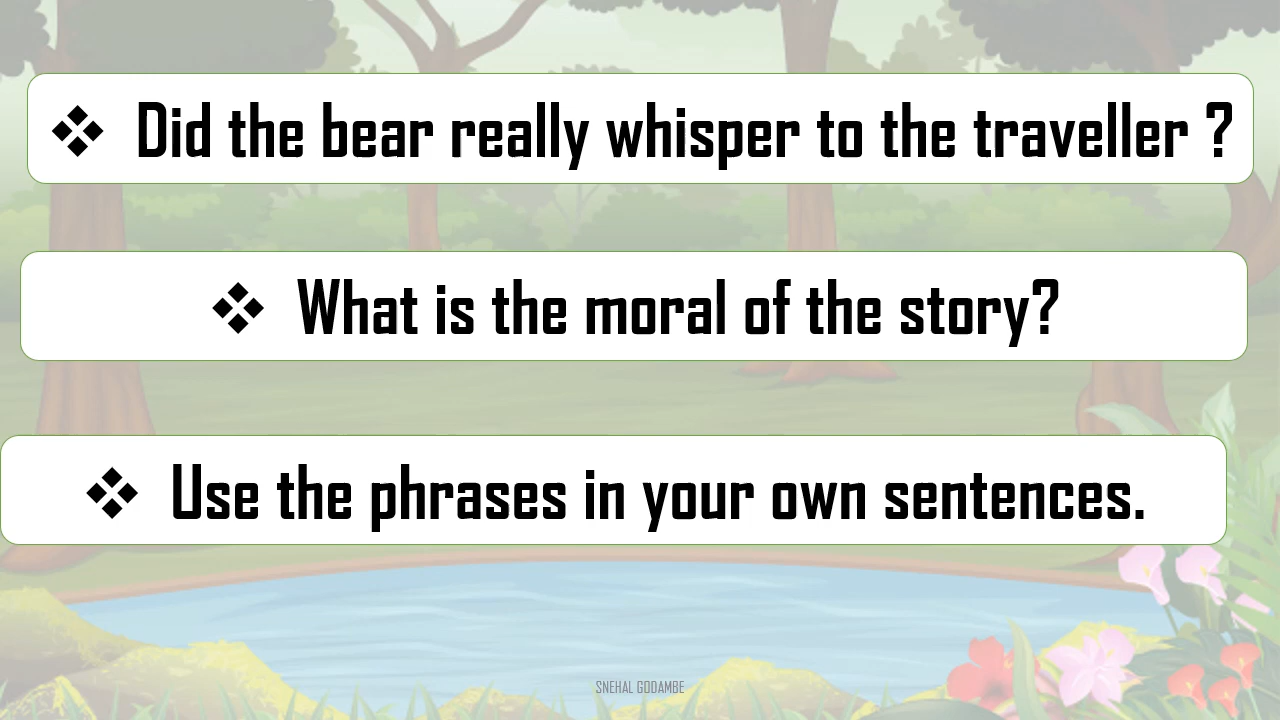 ❖ Did the bear really whisper to the traveller ?
❖ What is the moral of the story?
❖ Use the phrases in your own sentences.
SNEHAL GODAMBE